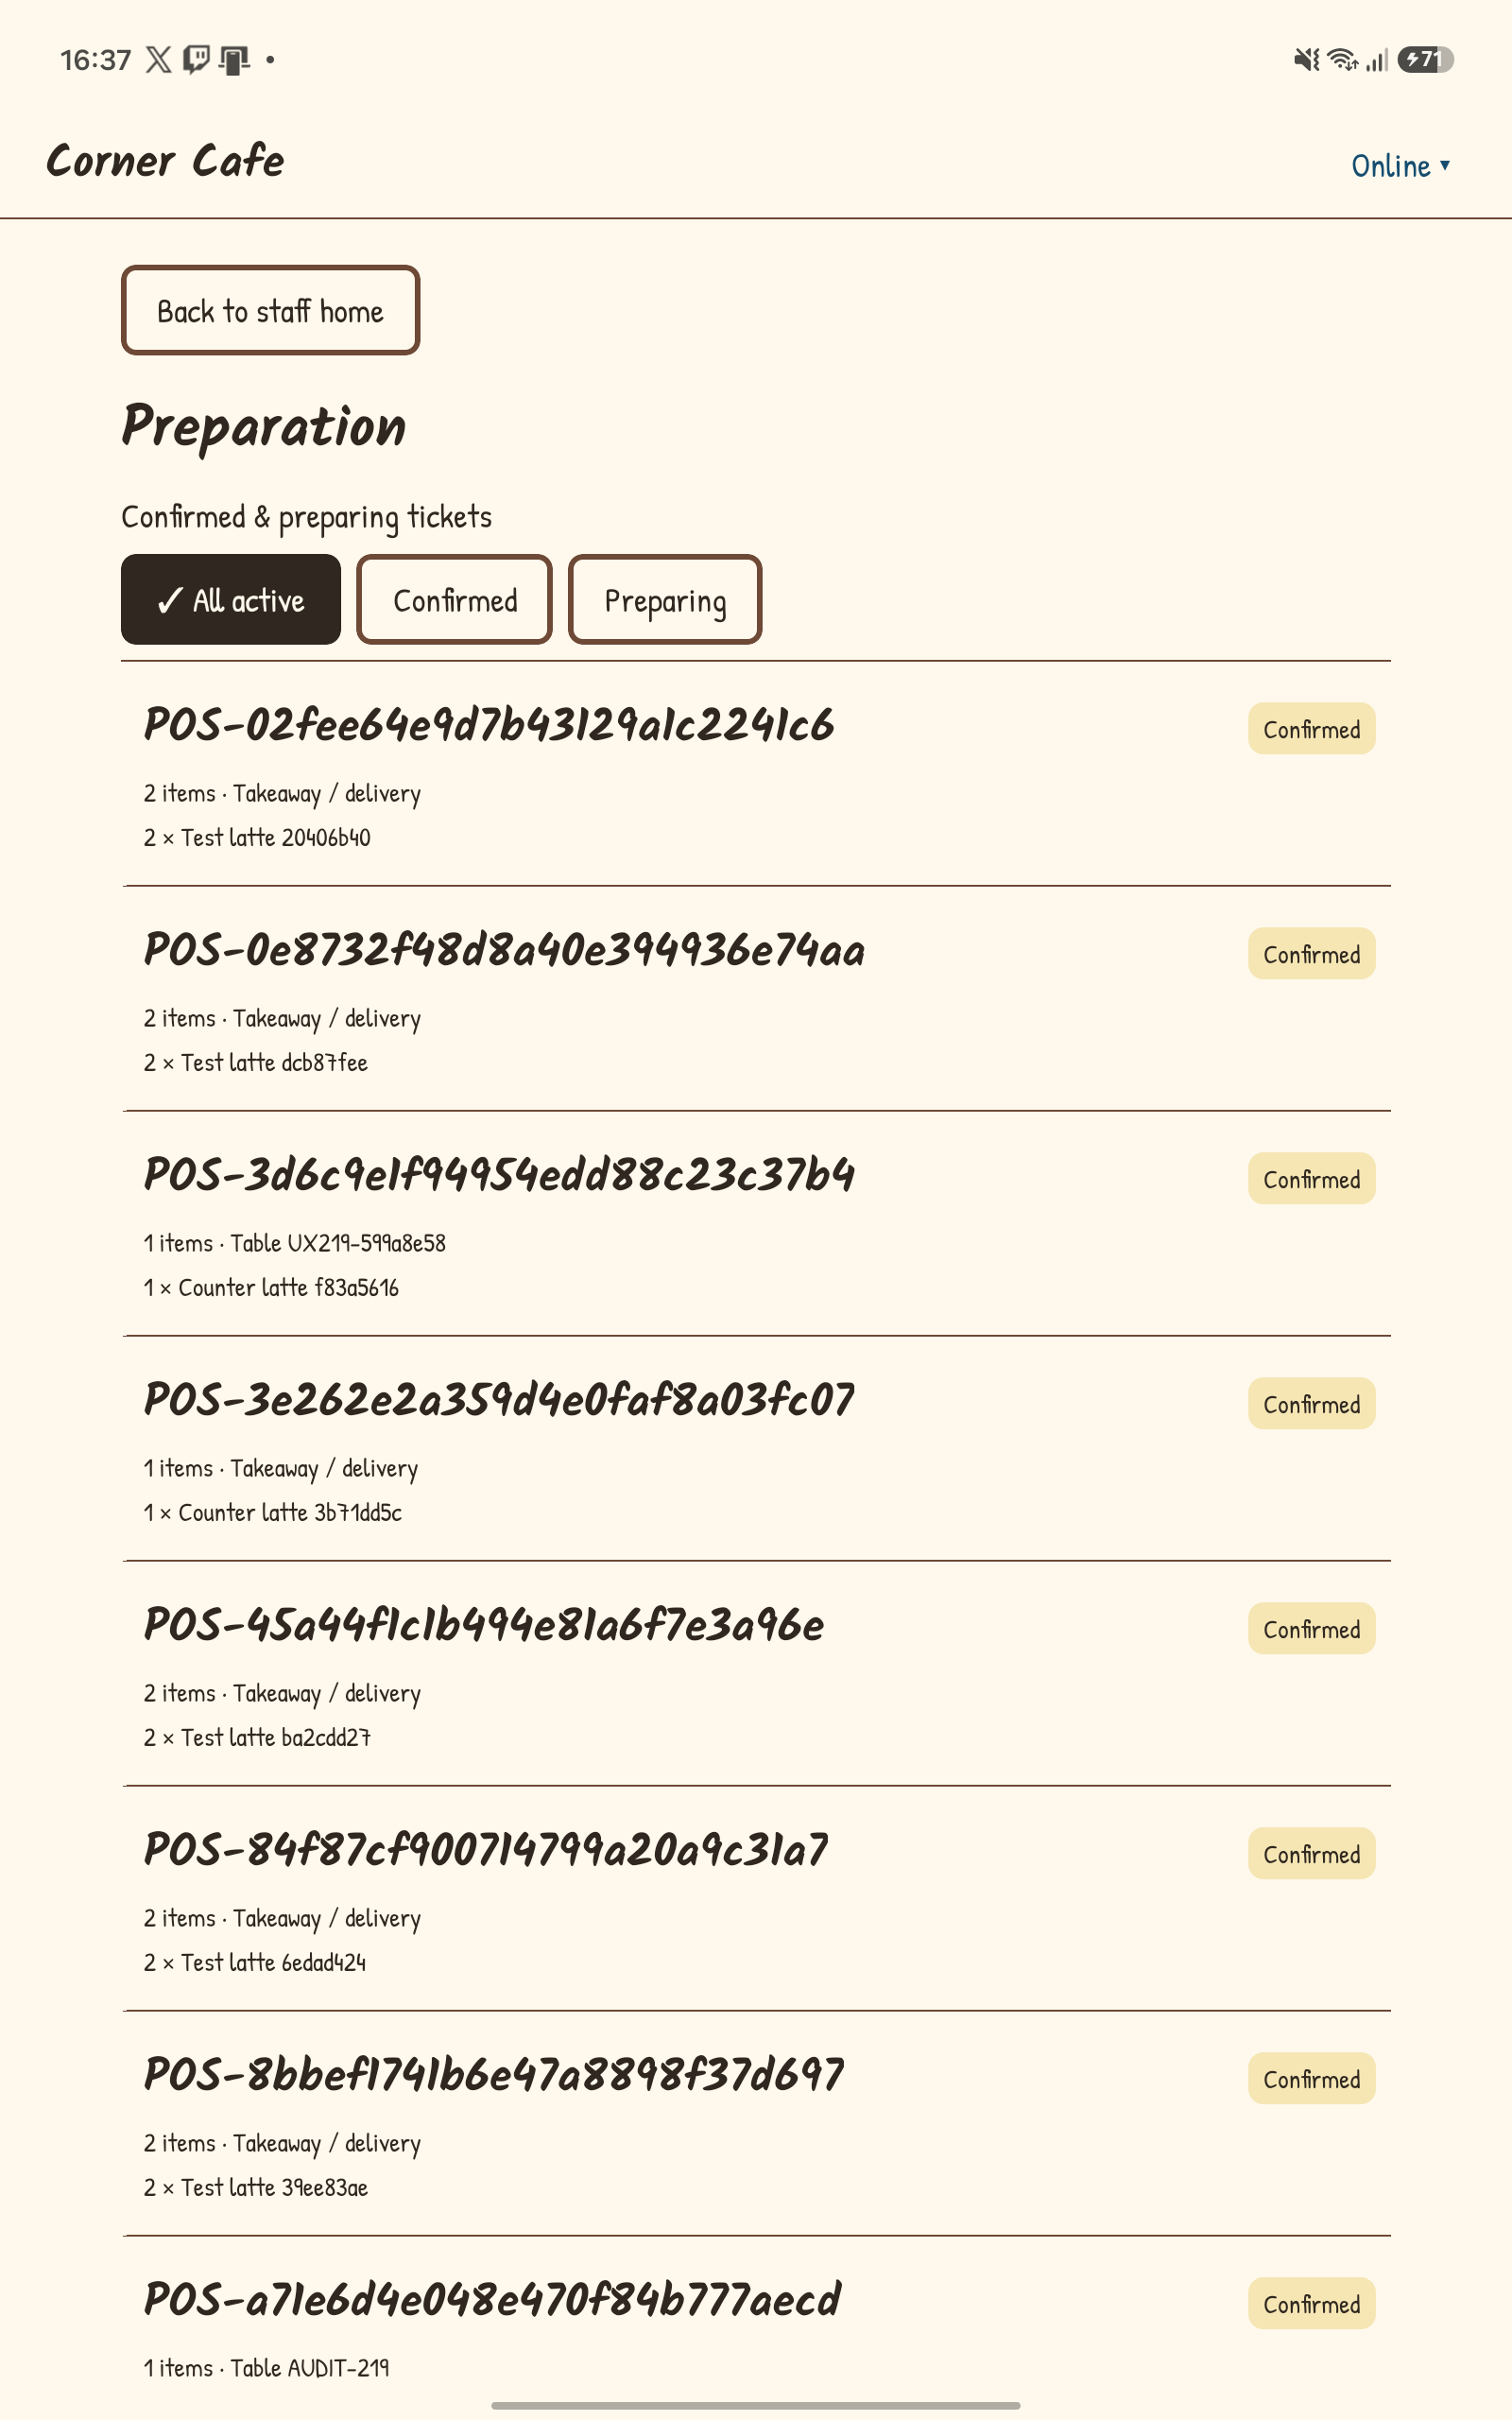 16:37
71
Corner Cafe
Online ▾
Back to staff home
Preparation
Confirmed & preparing tickets
✓ All active
Confirmed
Preparing
POS-02fee64e9d7b43129a1c2241c6
Confirmed
2 items · Takeaway / delivery
2 × Test latte 20406b40
POS-0e8732f48d8a40e394936e74aa
Confirmed
2 items · Takeaway / delivery
2 × Test latte dcb87fee
POS-3d6c9e1f94954edd88c23c37b4
Confirmed
1 items · Table UX219-599a8e58
1 × Counter latte f83a5616
POS-3e262e2a359d4e0faf8a03fc07
Confirmed
1 items · Takeaway / delivery
1 × Counter latte 3b71dd5c
POS-45a44f1c1b494e81a6f7e3a96e
Confirmed
2 items · Takeaway / delivery
2 × Test latte ba2cdd27
POS-84f87cf900714799a20a9c31a7
Confirmed
2 items · Takeaway / delivery
2 × Test latte 6edad424
POS-8bbef1741b6e47a8898f37d697
Confirmed
2 items · Takeaway / delivery
2 × Test latte 39ee83ae
POS-a71e6d4e048e470f84b777aecd
Confirmed
1 items · Table AUDIT-219